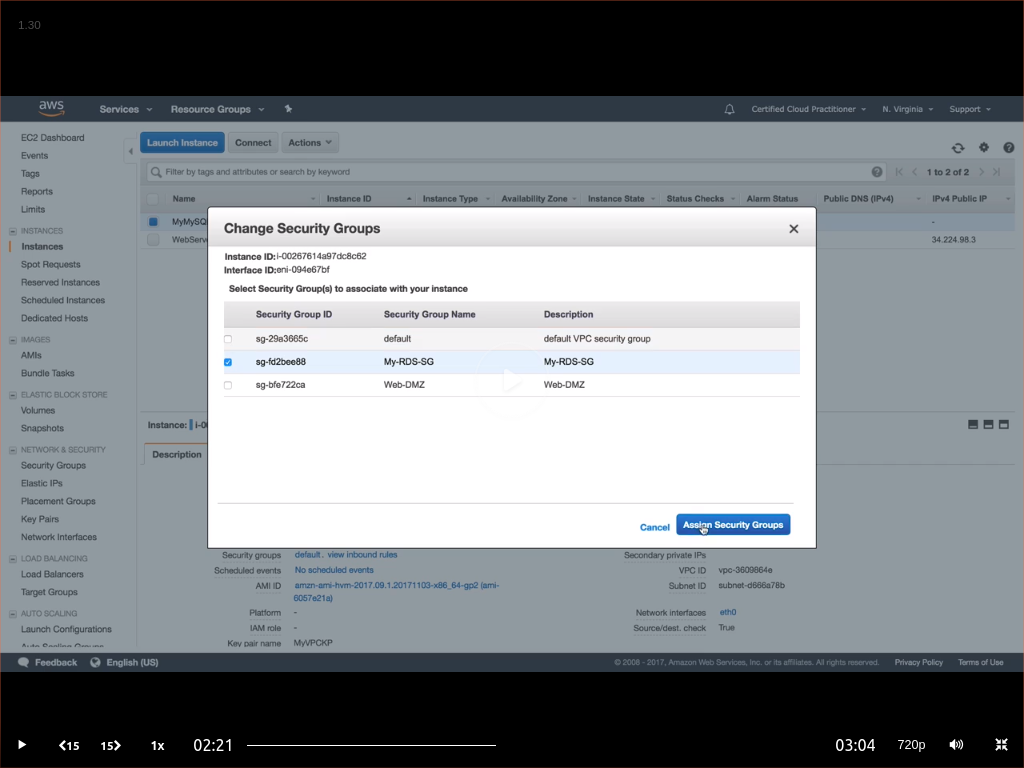 1.30
aws
Services
Resource Groups
Certified Cloud Practitioner
N. Virginia
Support
EC2 Dashboard
Events
Tags
Reports
Limits
INSTANCES
Instances
Spot Requests
Reserved Instances
Scheduled Instances
Dedicated Hosts
IMAGES
AMIs
Bundle Tasks
ELASTIC BLOCK STORE
Volumes
Snapshots
NETWORK & SECURITY
Security Groups
Elastic IPs
Placement Groups
Key Pairs
Network Interfaces
LOAD BALANCING
Load Balancers
Target Groups
AUTO SCALING
Launch Configurations
Auto Scaling Groups
Launch Instance Connect Actions
Filter by tags and attributes or search by keyword
1 to 2 of 2
Name Instance ID Instance Type Availability Zone Instance State Status Checks Alarm Status Public DNS (IPv4) IPv4 Public IP
MyMySQ -
WebServe 34.224.98.3
Change Security Groups
Instance ID:i-00267614a97dc8c62
Interface ID:eni-094e67bf
Select Security Group(s) to associate with your instance
Security Group ID Security Group Name Description
sg-29a3665c default default VPC security group
sg-fd2bee88 My-RDS-SG My-RDS-SG
sg-bfe722ca Web-DMZ Web-DMZ
Cancel Assign Security Groups
Instance: i-00
Description
Security groups default. view inbound rules
Scheduled events No scheduled events
AMI ID amzn-ami-hvm-2017.09.1.20171103-x86_64-gp2 (ami-
6057e21a)
Platform -
IAM role -
Key pair name MyVPCKP
Secondary private IPs
VPC ID vpc-3609864e
Subnet ID subnet-d666a78b
Network interfaces eth0
Source/dest. check True
Feedback English (US)
© 2008 - 2017, Amazon Web Services, Inc. or its affiliates. All rights reserved. Privacy Policy Terms of Use
15 15 1x 02:21 03:04 720p